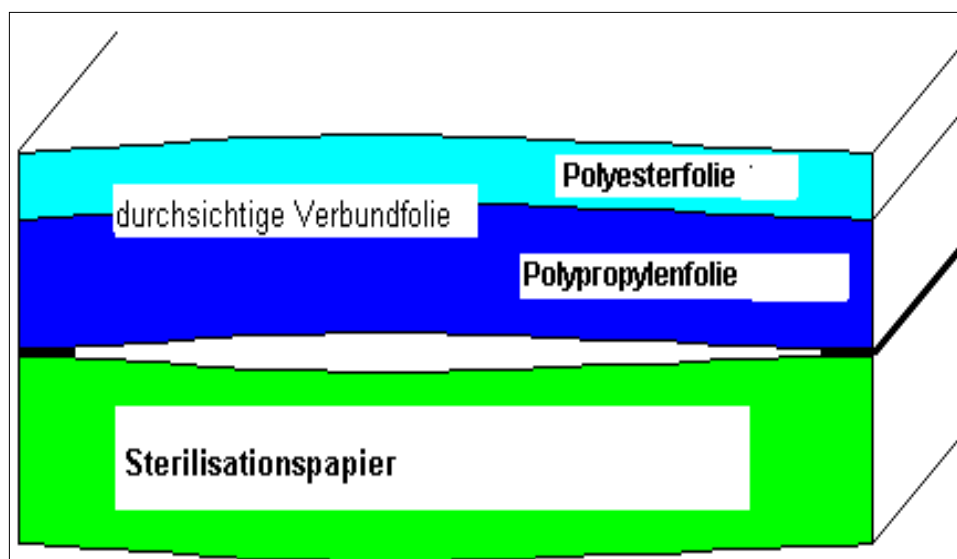 Polyesterfolie
durchsichtige Verbundfolie
Polypropylenfolie
Sterilisationspapier